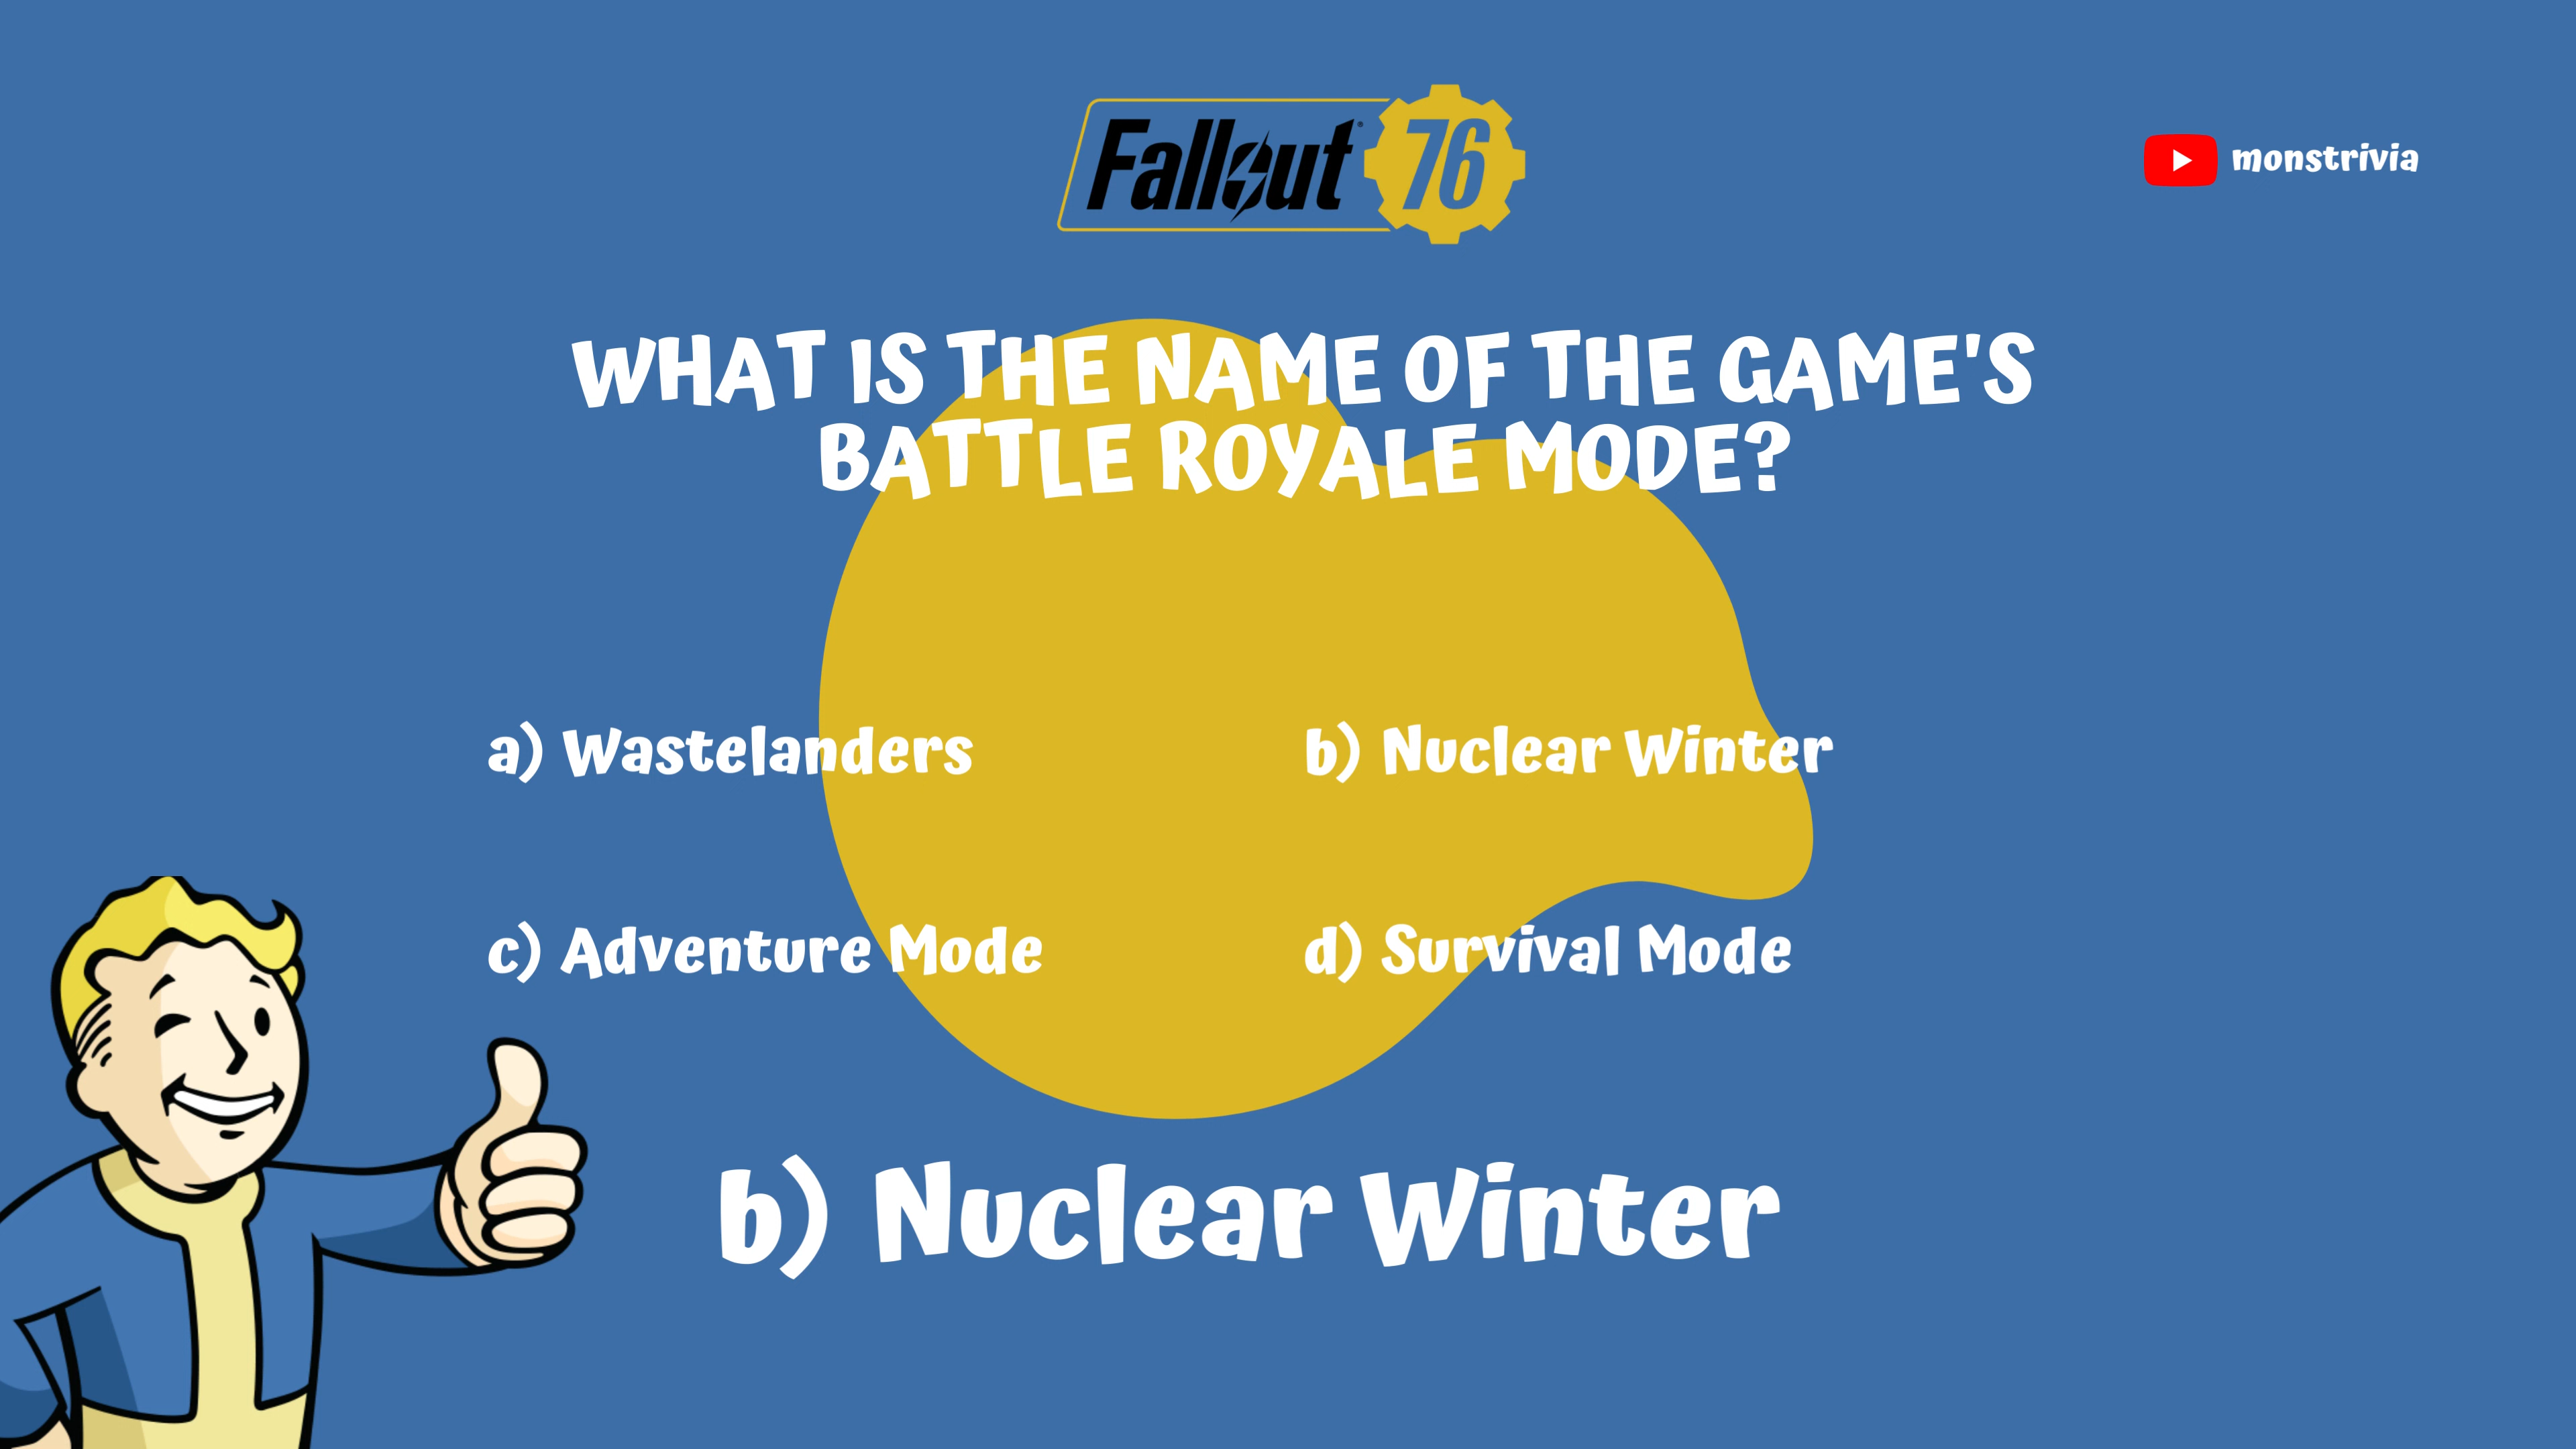 Fallout 76
monstrivia
WHAT IS THE NAME OF THE GAME'S
BATTLE ROYALE MODE?
a) Wastelanders
b) Nuclear Winter
c) Adventure Mode
d) Survival Mode
b) Nuclear Winter